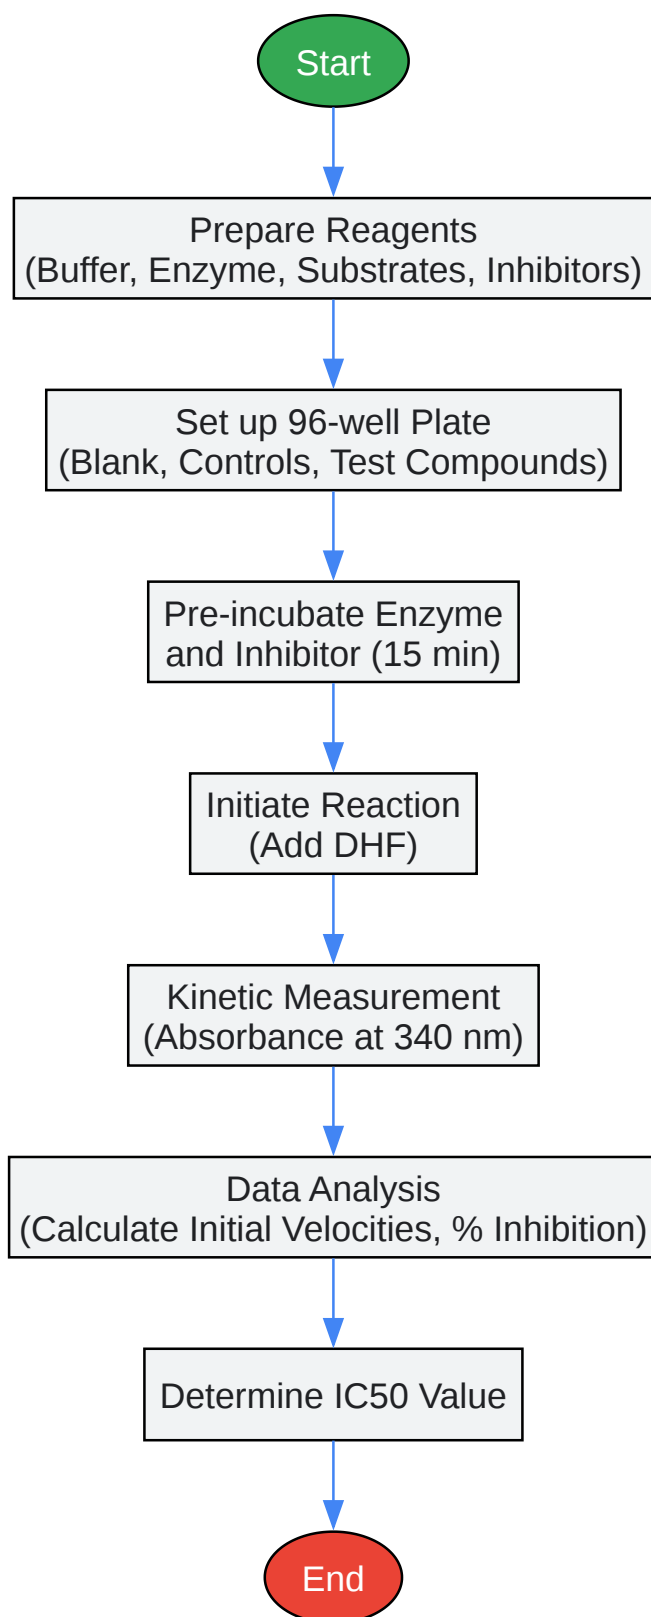 Start
Prepare Reagents
(Buffer, Enzyme, Substrates, Inhibitors)
Set up 96-well Plate
(Blank, Controls, Test Compounds)
Pre-incubate Enzyme
and Inhibitor (15 min)
Initiate Reaction
(Add DHF)
Kinetic Measurement
(Absorbance at 340 nm)
Data Analysis
(Calculate Initial Velocities, % Inhibition)
Determine IC50 Value
End